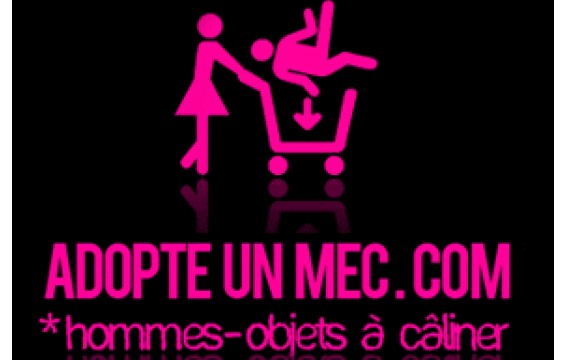 ADOPTE UN MEC.COM
*hommes-objets à câliner